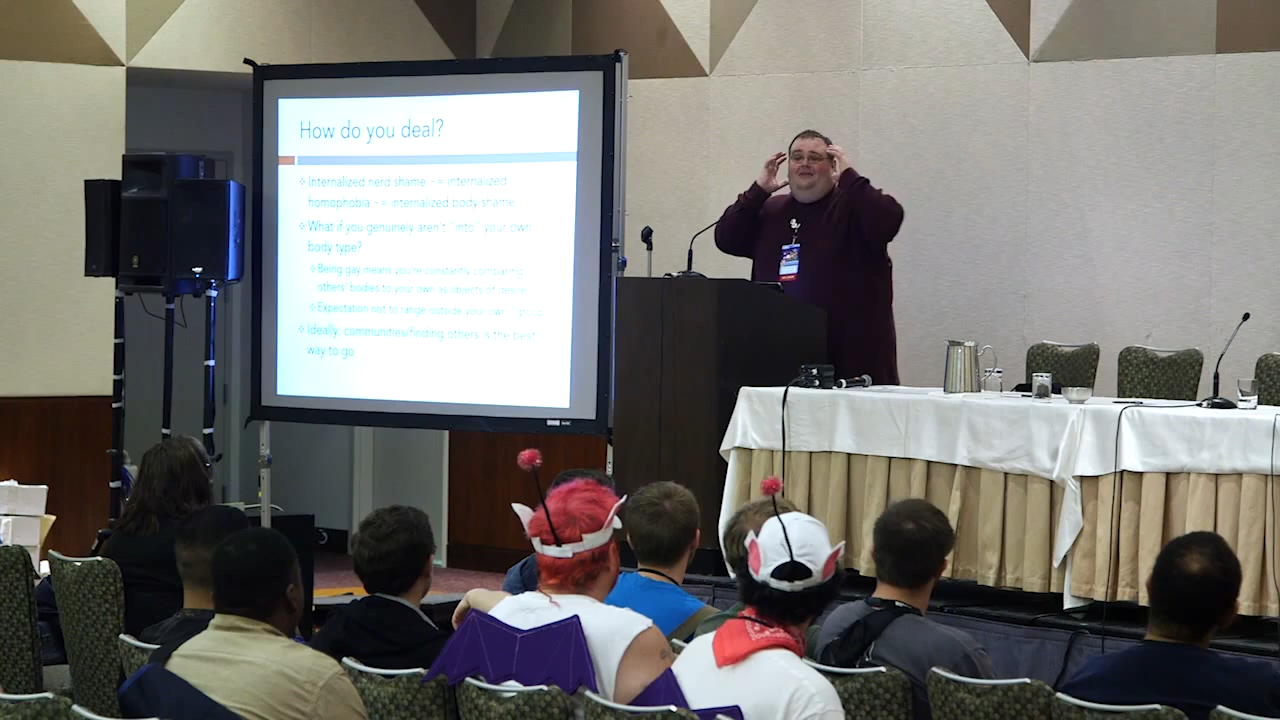 How do you deal?
Internalized nerd shame ~= internalized
homophobia ~= internalized body shame
What if you genuinely aren't "into" your own
body type?
Being gay means you're constantly comparing
others' bodies to your own as objects of desire
Expectation not to range outside your own "group"
Ideally: communities/finding others is the best
way to go